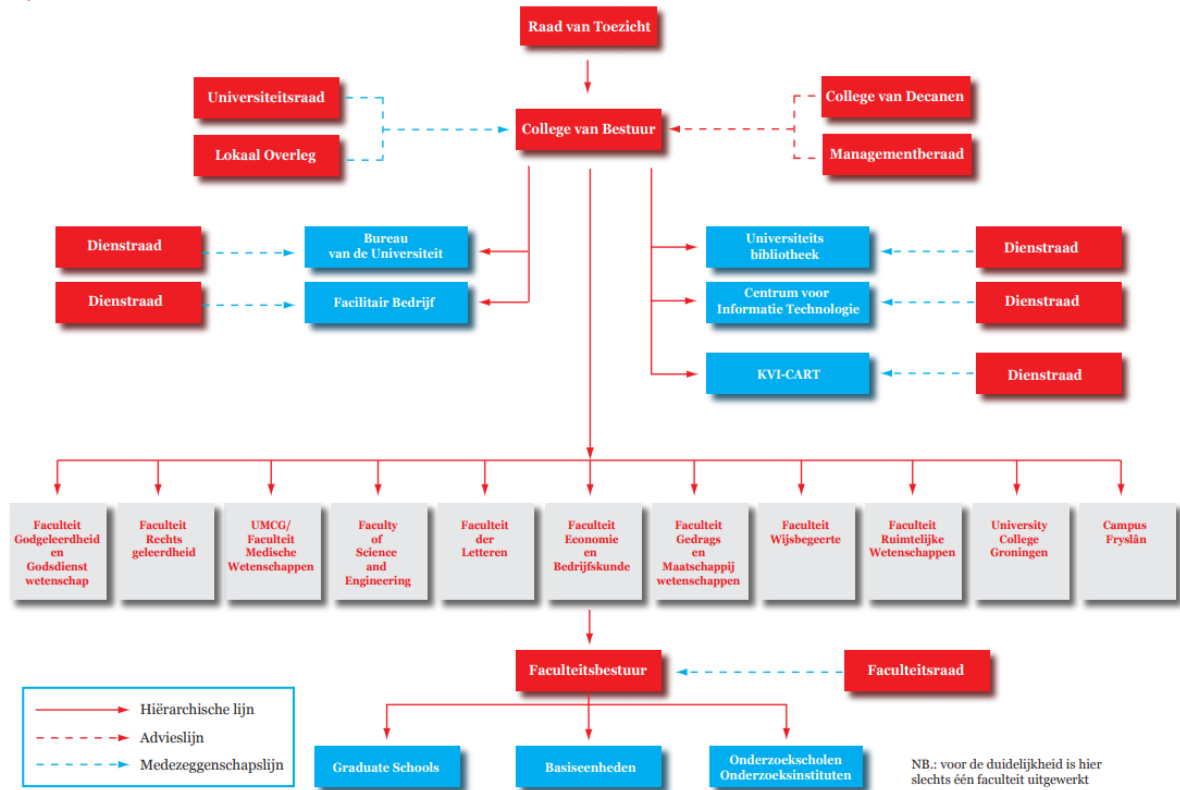 Raad van Toezicht
Universiteitsraad
College van Decanen
College van Bestuur
Lokaal Overleg
Managementberaad
Dienstraad
Bureau
van de Universiteit
Universiteits
bibliotheek
Dienstraad
Dienstraad
Facilitair Bedrijf
Centrum voor
Informatie Technologie
Dienstraad
KVI-CART
Dienstraad
Faculteit
Godgeleerdheid
en
Godsdienst
wetenschap
Faculteit
Rechts
geleerdheid
UMCG/
Faculteit
Medische
Wetenschappen
Faculty
of
Science
and
Engineering
Faculteit
der
Letteren
Faculteit
Economie
en
Bedrijfskunde
Faculteit
Gedrags
en
Maatschappij
wetenschappen
Faculteit
Wijsbegeerte
Faculteit
Ruimtelijke
Wetenschappen
University
College
Groningen
Campus
Fryslân
Faculteitsbestuur
Faculteitsraad
Hiërarchische lijn
Advieslijn
Medezeggenschapslijn
Graduate Schools
Basiseenheden
Onderzoekscholen
Onderzoeksinstituten
NB.: voor de duidelijkheid is hier
slechts één faculteit uitgewerkt